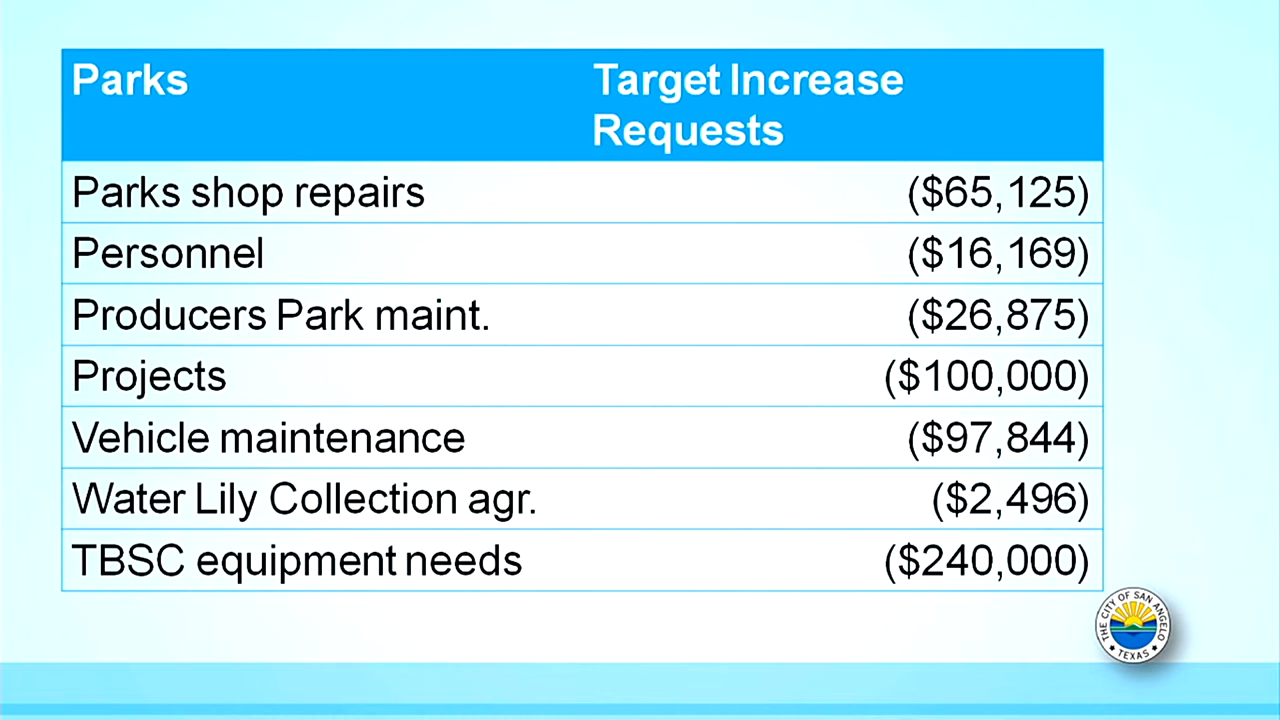 Parks Target Increase
Requests
Parks shop repairs ($65,125)
Personnel ($16,169)
Producers Park maint. ($26,875)
Projects ($100,000)
Vehicle maintenance ($97,844)
Water Lily Collection agr. ($2,496)
TBSC equipment needs ($240,000)
THE CITY OF SAN ANGELO
TEXAS